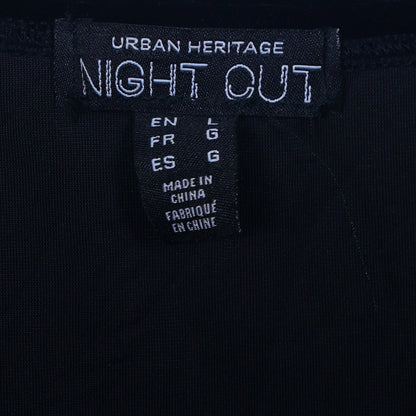 URBAN HERITAGE
NIGHT OUT
EN L
FR G
ES G
MADE IN
CHINA
FABRIQUÉ
EN CHINE